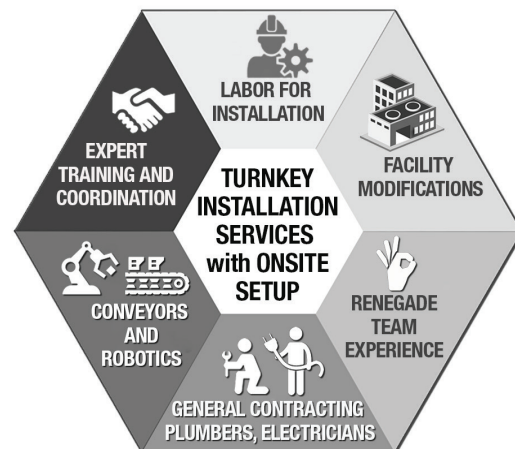 LABOR FOR
INSTALLATION
FACILITY
MODIFICATIONS
RENEGADE
TEAM
EXPERIENCE
GENERAL CONTRACTING
PLUMBERS, ELECTRICIANS
CONVEYORS
AND
ROBOTICS
EXPERT
TRAINING AND
COORDINATION
TURNKEY
INSTALLATION
SERVICES
with ONSITE
SETUP